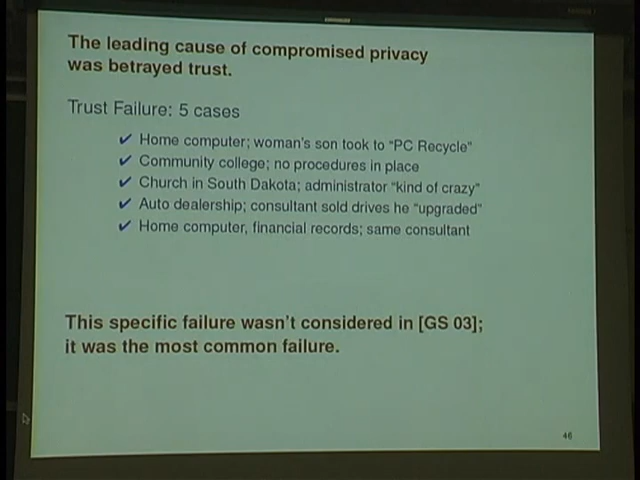 The leading cause of compromised privacy
was betrayed trust.
Trust Failure: 5 cases
✔ Home computer; woman's son took to "PC Recycle"
✔ Community college; no procedures in place
✔ Church in South Dakota; administrator "kind of crazy"
✔ Auto dealership; consultant sold drives he "upgraded"
✔ Home computer, financial records; same consultant
This specific failure wasn't considered in [GS 03];
it was the most common failure.
46